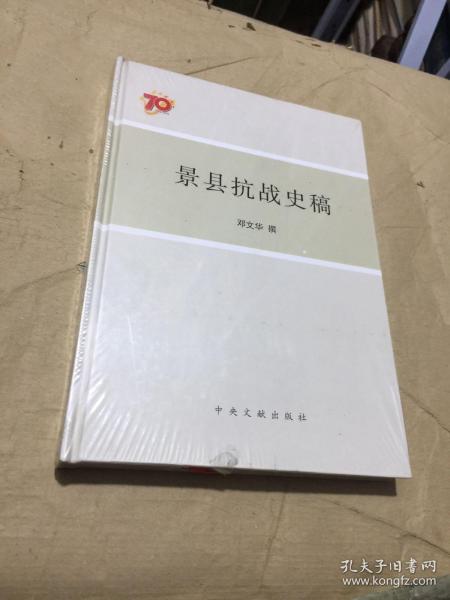 70
景县抗战史稿
邓文华 撰
中央文献出版社
孔夫子旧书网
www.kongfz.com